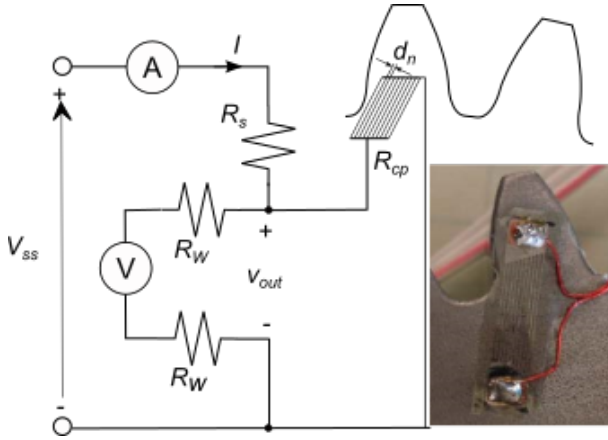 I
d_n
A
+
R_s
R_cp
R_W
+
V_ss
V
v_out
-
R_W
-